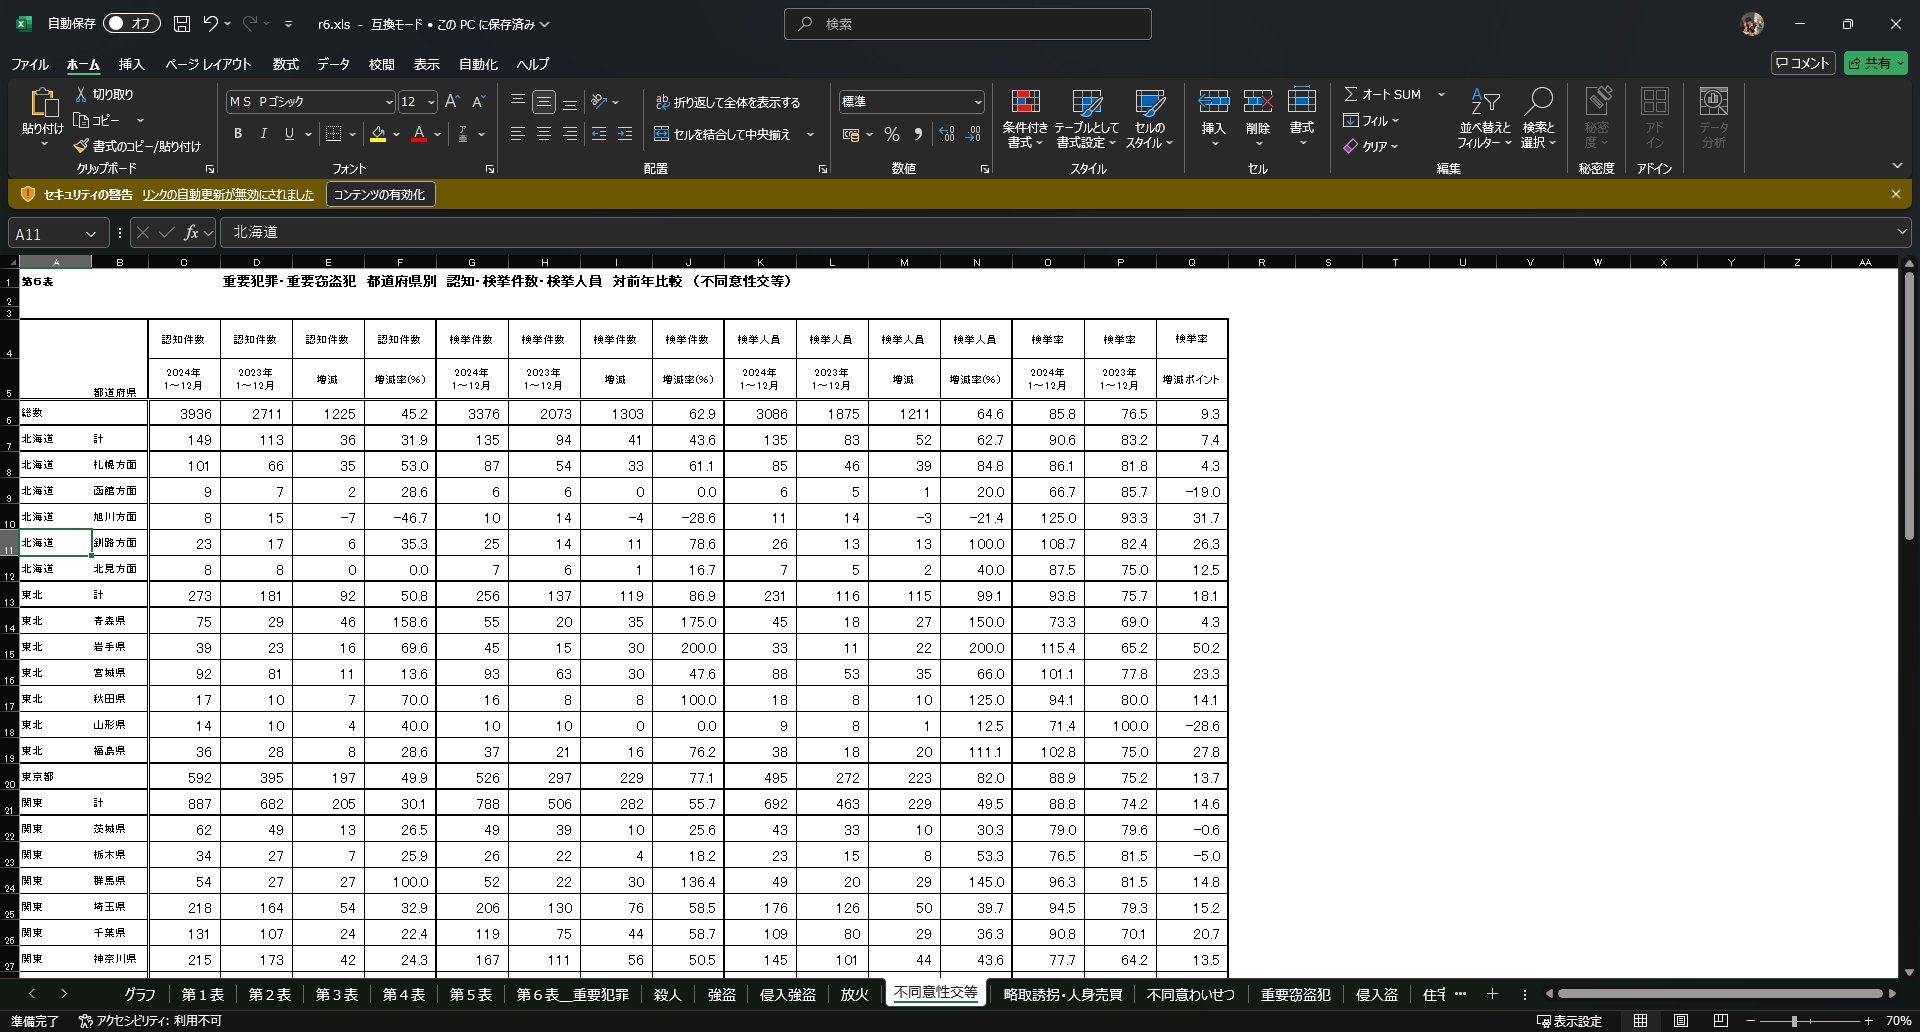 自動保存 オフ r6.xls - 互換モード • この PC に保存済み 検索
ファイル ホーム 挿入 ページ レイアウト 数式 データ 校閲 表示 自動化 ヘルプ コメント 共有
貼り付け 切り取り コピー 書式のコピー/貼り付け クリップボード
MS Pゴシック 12 B I U フォント
折り返して全体を表示する セルを結合して中央揃え 配置
標準 数値
条件付き書式 テーブルとして書式設定 セルのスタイル スタイル
挿入 削除 書式 セル
オート SUM フィル クリア 並べ替えとフィルター 検索と選択 編集
秘密度 秘密度 アドイン アドイン データ分析
セキュリティの警告 リンクの自動更新が無効にされました コンテンツの有効化
A11 fx 北海道
A B C D E F G H I J K L M N O P Q R S T U V W X Y Z AA
1 第6表 重要犯罪・重要窃盗犯 都道府県別 認知・検挙件数・検挙人員 対前年比較 (不同意性交等)
2
3
4 認知件数 認知件数 認知件数 認知件数 検挙件数 検挙件数 検挙件数 検挙件数 検挙人員 検挙人員 検挙人員 検挙人員 検挙率 検挙率 検挙率
5 都道府県 2024年1～12月 2023年1～12月 増減 増減率(%) 2024年1～12月 2023年1～12月 増減 増減率(%) 2024年1～12月 2023年1～12月 増減 増減率(%) 2024年1～12月 2023年1～12月 増減ポイント
6 総数 3936 2711 1225 45.2 3376 2073 1303 62.9 3086 1875 1211 64.6 85.8 76.5 9.3
7 北海道 計 149 113 36 31.9 135 94 41 43.6 135 83 52 62.7 90.6 83.2 7.4
8 北海道 札幌方面 101 66 35 53.0 87 54 33 61.1 85 46 39 84.8 86.1 81.8 4.3
9 北海道 函館方面 9 7 2 28.6 6 6 0 0.0 6 5 1 20.0 66.7 85.7 -19.0
10 北海道 旭川方面 8 15 -7 -46.7 10 14 -4 -28.6 11 14 -3 -21.4 125.0 93.3 31.7
11 北海道 釧路方面 23 17 6 35.3 25 14 11 78.6 26 13 13 100.0 108.7 82.4 26.3
12 北海道 北見方面 8 8 0 0.0 7 6 1 16.7 7 5 2 40.0 87.5 75.0 12.5
13 東北 計 273 181 92 50.8 256 137 119 86.9 231 116 115 99.1 93.8 75.7 18.1
14 東北 青森県 75 29 46 158.6 55 20 35 175.0 45 18 27 150.0 73.3 69.0 4.3
15 東北 岩手県 39 23 16 69.6 45 15 30 200.0 33 11 22 200.0 115.4 65.2 50.2
16 東北 宮城県 92 81 11 13.6 93 63 30 47.6 88 53 35 66.0 101.1 77.8 23.3
17 東北 秋田県 17 10 7 70.0 16 8 8 100.0 18 8 10 125.0 94.1 80.0 14.1
18 東北 山形県 14 10 4 40.0 10 10 0 0.0 9 8 1 12.5 71.4 100.0 -28.6
19 東北 福島県 36 28 8 28.6 37 21 16 76.2 38 18 20 111.1 102.8 75.0 27.8
20 東京都 592 395 197 49.9 526 297 229 77.1 495 272 223 82.0 88.9 75.2 13.7
21 関東 計 887 682 205 30.1 788 506 282 55.7 692 463 229 49.5 88.8 74.2 14.6
22 関東 茨城県 62 49 13 26.5 49 39 10 25.6 43 33 10 30.3 79.0 79.6 -0.6
23 関東 栃木県 34 27 7 25.9 26 22 4 18.2 23 15 8 53.3 76.5 81.5 -5.0
24 関東 群馬県 54 27 27 100.0 52 22 30 136.4 49 20 29 145.0 96.3 81.5 14.8
25 関東 埼玉県 218 164 54 32.9 206 130 76 58.5 176 126 50 39.7 94.5 79.3 15.2
26 関東 千葉県 131 107 24 22.4 119 75 44 58.7 109 80 29 36.3 90.8 70.1 20.7
27 関東 神奈川県 215 173 42 24.3 167 111 56 50.5 145 101 44 43.6 77.7 64.2 13.5
グラフ 第1表 第2表 第3表 第4表 第5表 第6表__重要犯罪 殺人 強盗 侵入強盗 放火 不同意性交等 略取誘拐・人身売買 不同意わいせつ 重要窃盗犯 侵入盗 住宅 ···
準備完了 アクセシビリティ: 利用不可 表示設定 70%